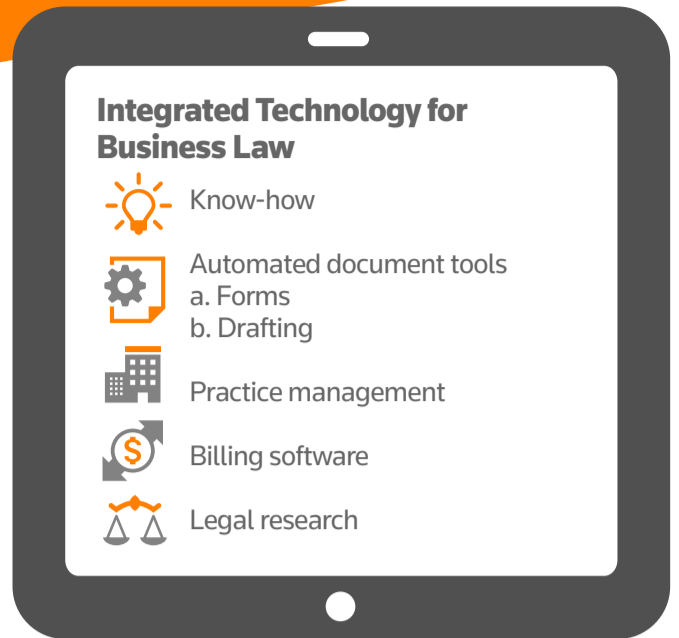 Integrated Technology for
Business Law
Know-how
Automated document tools
a. Forms
b. Drafting
Practice management
$
Billing software
Legal research